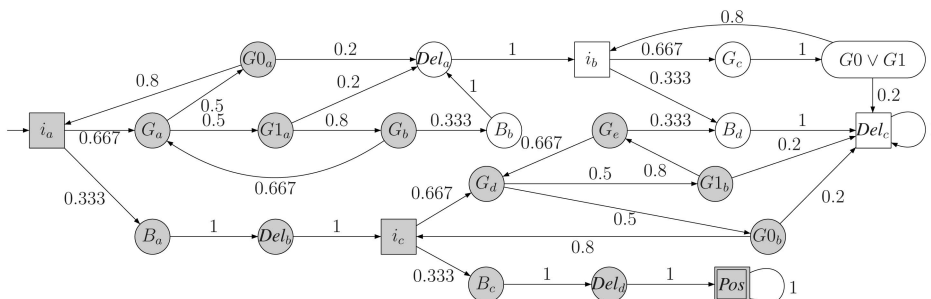 0.8
G0a 0.2 Dela 1 ib 0.667 Gc 1 G0 ∨ G1
0.8 0.2 0.333 0.2
0.5 1
ia 0.667 Ga 0.5 G1a 0.8 Gb 0.333 Bb Ge 0.333 Bd 1 Delc
0.667 0.8 0.2
0.667 0.667 Gd 0.5 G1b
0.333 0.2
0.5
Ba 1 Delb 1 ic 0.8 G0b
0.333 Bc 1 Deld 1 Pos 1